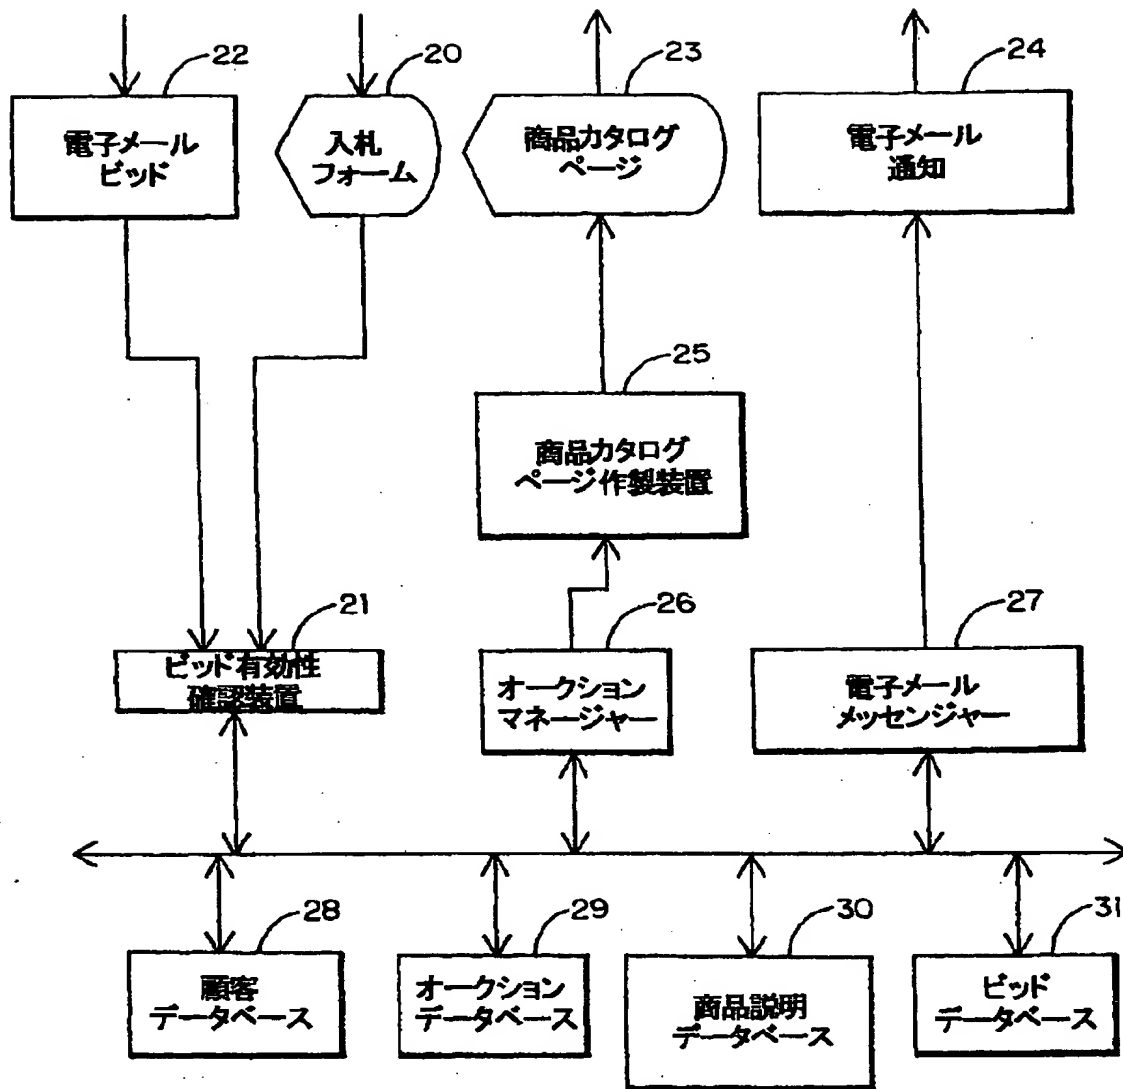 22
20
23
24
電子メール
ビッド
入札
フォーム
商品カタログ
ページ
電子メール
通知
25
商品カタログ
ページ作製装置
21
ビッド有効性
確認装置
26
オークション
マネージャー
27
電子メール
メッセンジャー
28
顧客
データベース
29
オークション
データベース
30
商品説明
データベース
31
ビッド
データベース